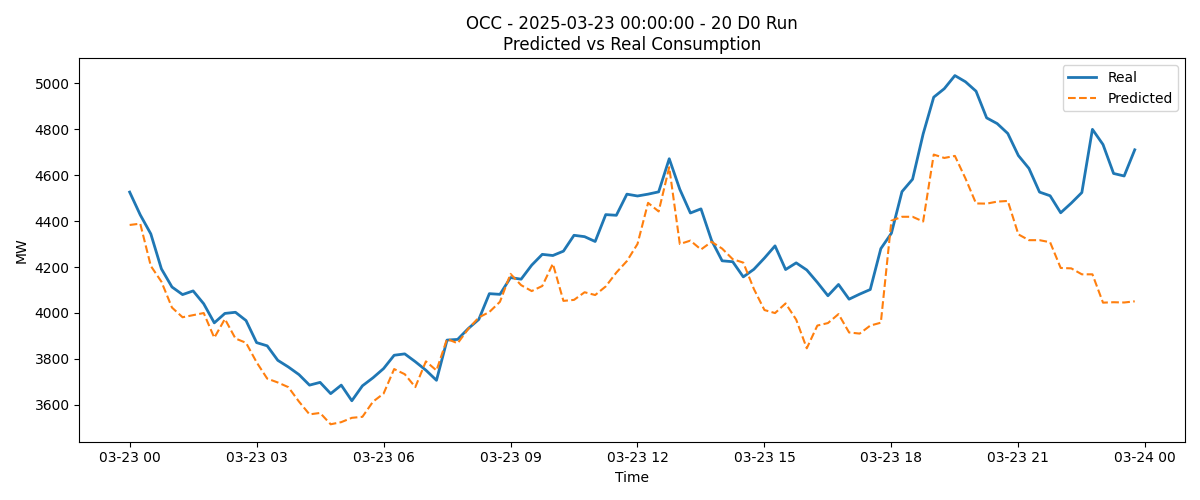 OCC - 2025-03-23 00:00:00 - 20 D0 Run
Predicted vs Real Consumption
Real
Predicted
MW
5000
4800
4600
4400
4200
4000
3800
3600
03-23 00
03-23 03
03-23 06
03-23 09
03-23 12
03-23 15
03-23 18
03-23 21
03-24 00
Time